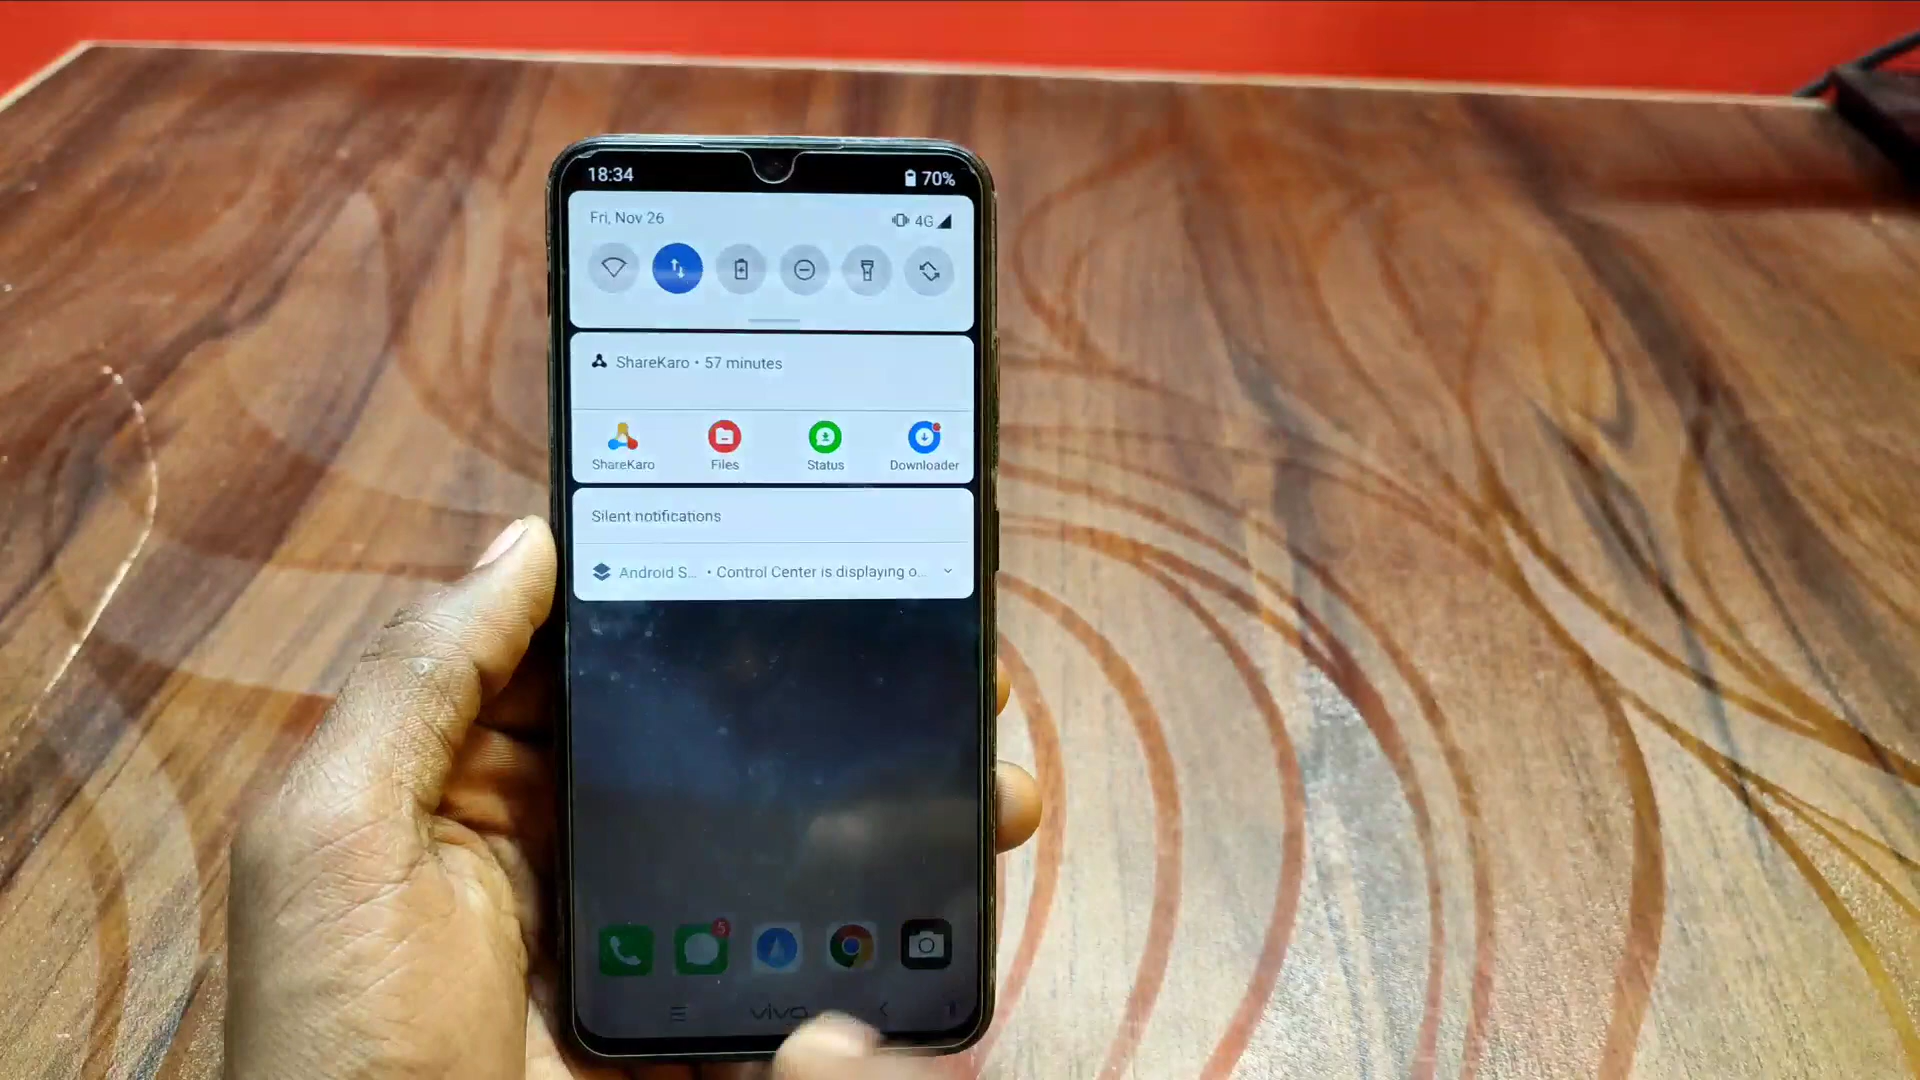 18:34
70%
Fri, Nov 26
4G
ShareKaro • 57 minutes
ShareKaro
Files
Status
Downloader
Silent notifications
Android S... • Control Center is displaying o...
5
vivo